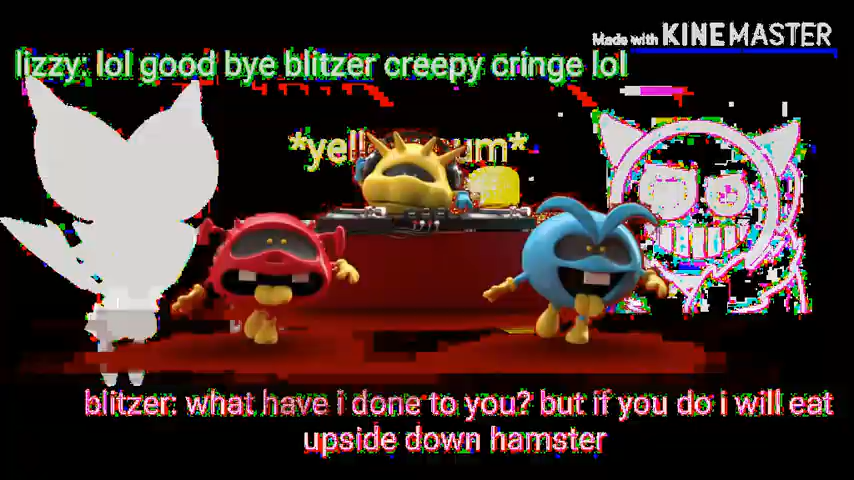 Made with KINEMASTER
lizzy: lol good bye blitzer creepy cringe lol
blitzer: what have i done to you? but if you do i will eat
upside down hamster